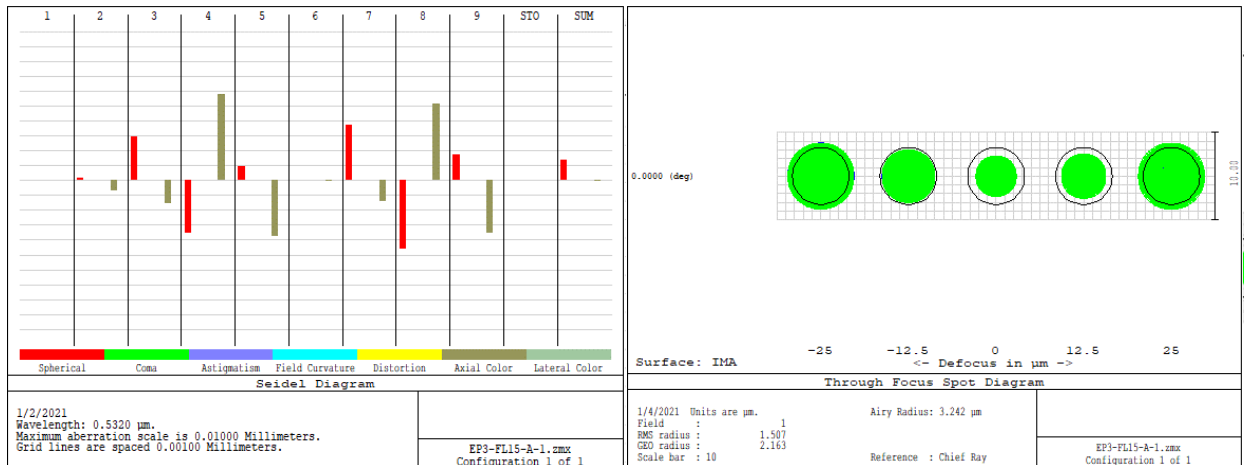 1 2 3 4 5 6 7 8 9 STO SUM
Spherical Coma Astigmatism Field Curvature Distortion Axial Color Lateral Color
Seidel Diagram
1/2/2021
Wavelength: 0.5320 µm.
Maximum aberration scale is 0.01000 Millimeters.
Grid lines are spaced 0.00100 Millimeters.
EP3-FL15-A-1.zmx
Configuration 1 of 1
0.0000 (deg)
10.00
-25 -12.5 0 12.5 25
Surface: IMA <- Defocus in µm ->
Through Focus Spot Diagram
1/4/2021 Units are µm. Airy Radius: 3.242 µm
Field : 1
RMS radius : 1.507
GEO radius : 2.163
Scale bar : 10 Reference : Chief Ray
EP3-FL15-A-1.zmx
Configuration 1 of 1